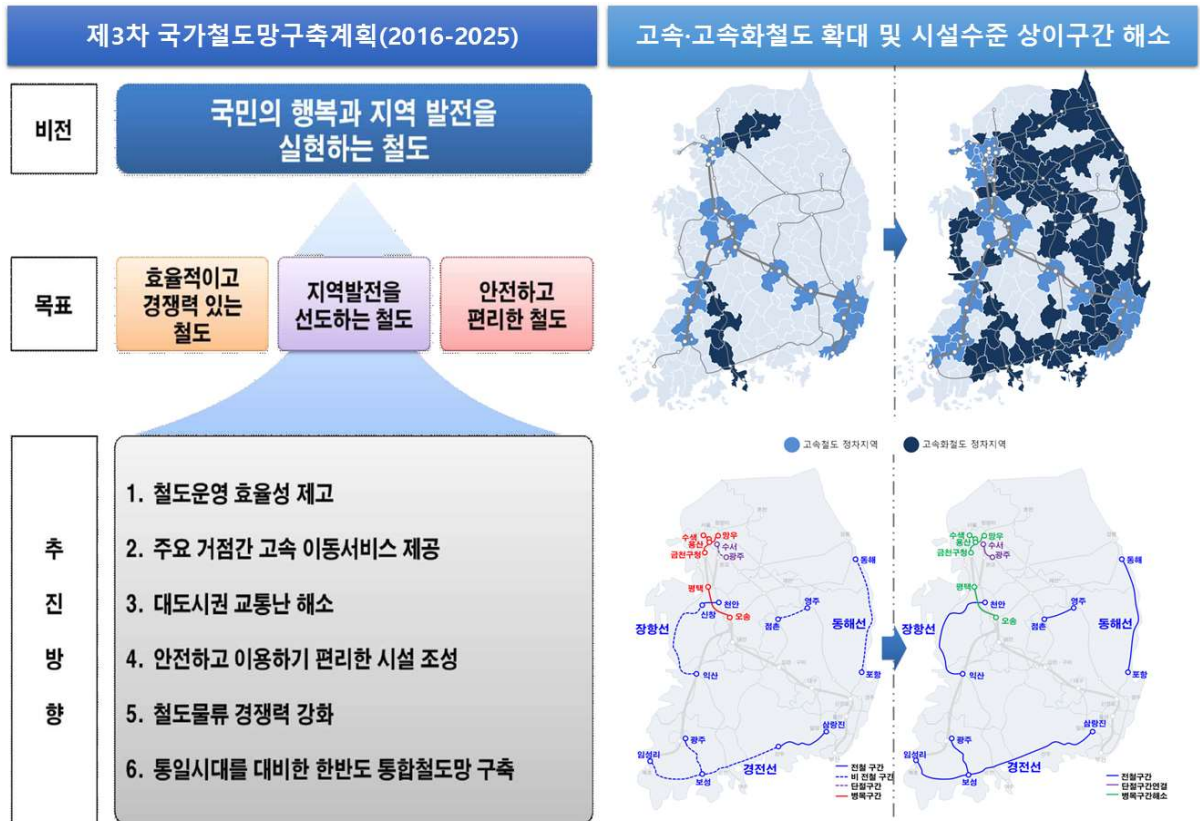 제3차 국가철도망구축계획(2016-2025)
비전
국민의 행복과 지역 발전을
실현하는 철도
목표
효율적이고
경쟁력 있는
철도
지역발전을
선도하는 철도
안전하고
편리한 철도
추
진
방
향
1. 철도운영 효율성 제고
2. 주요 거점간 고속 이동서비스 제공
3. 대도시권 교통난 해소
4. 안전하고 이용하기 편리한 시설 조성
5. 철도물류 경쟁력 강화
6. 통일시대를 대비한 한반도 통합철도망 구축
고속·고속화철도 확대 및 시설수준 상이구간 해소
고속철도 정차지역
고속화철도 정차지역
수색
용산
망우
수서
금천구청
광주
동해
평택
천안
신창
오송
영주
점촌
장항선
동해선
익산
포항
삼랑진
광주
임성리
보성
경전선
전철 구간
비 전철 구간
단절구간
병목구간
수색
용산
망우
수서
금천구청
광주
동해
평택
천안
오송
영주
점촌
장항선
동해선
익산
포항
삼랑진
광주
임성리
보성
경전선
전철구간
단절구간연결
병목구간해소